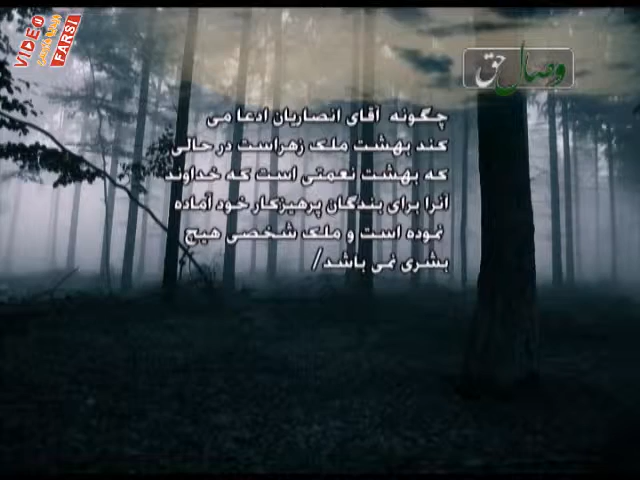 VIDEO FARSI
وصال حق
چگونه آقای انصاریان ادعا می
کند بهشت ملک زهراست در حالی
که بهشت نعمتی است که خداوند
آنرا برای بندگان پرهیزکار خود آماده
نموده است و ملک شخصی هیچ
بشری نمی باشد/